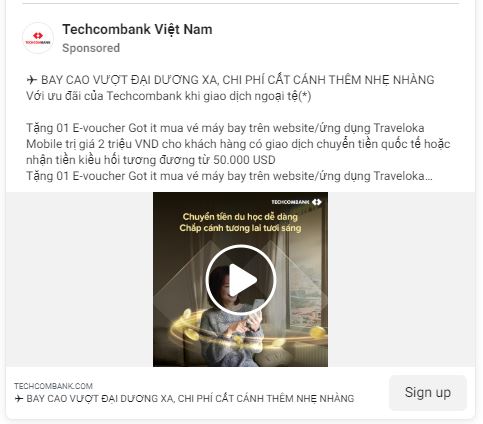 Techcombank Việt Nam
TECHCOMBANK
Sponsored
✈ BAY CAO VƯỢT ĐẠI DƯƠNG XA, CHI PHÍ CẤT CÁNH THÊM NHẸ NHÀNG
Với ưu đãi của Techcombank khi giao dịch ngoại tệ(*)
Tặng 01 E-voucher Got it mua vé máy bay trên website/ứng dụng Traveloka
Mobile trị giá 2 triệu VND cho khách hàng có giao dịch chuyển tiền quốc tế hoặc
nhận tiền kiều hối tương đương từ 50.000 USD
Tặng 01 E-voucher Got it mua vé máy bay trên website/ứng dụng Traveloka...
TECHCOMBANK
Chuyển tiền du học dễ dàng
Chắp cánh tương lai tươi sáng
TECHCOMBANK.COM
✈ BAY CAO VƯỢT ĐẠI DƯƠNG XA, CHI PHÍ CẤT CÁNH THÊM NHẸ NHÀNG
Sign up